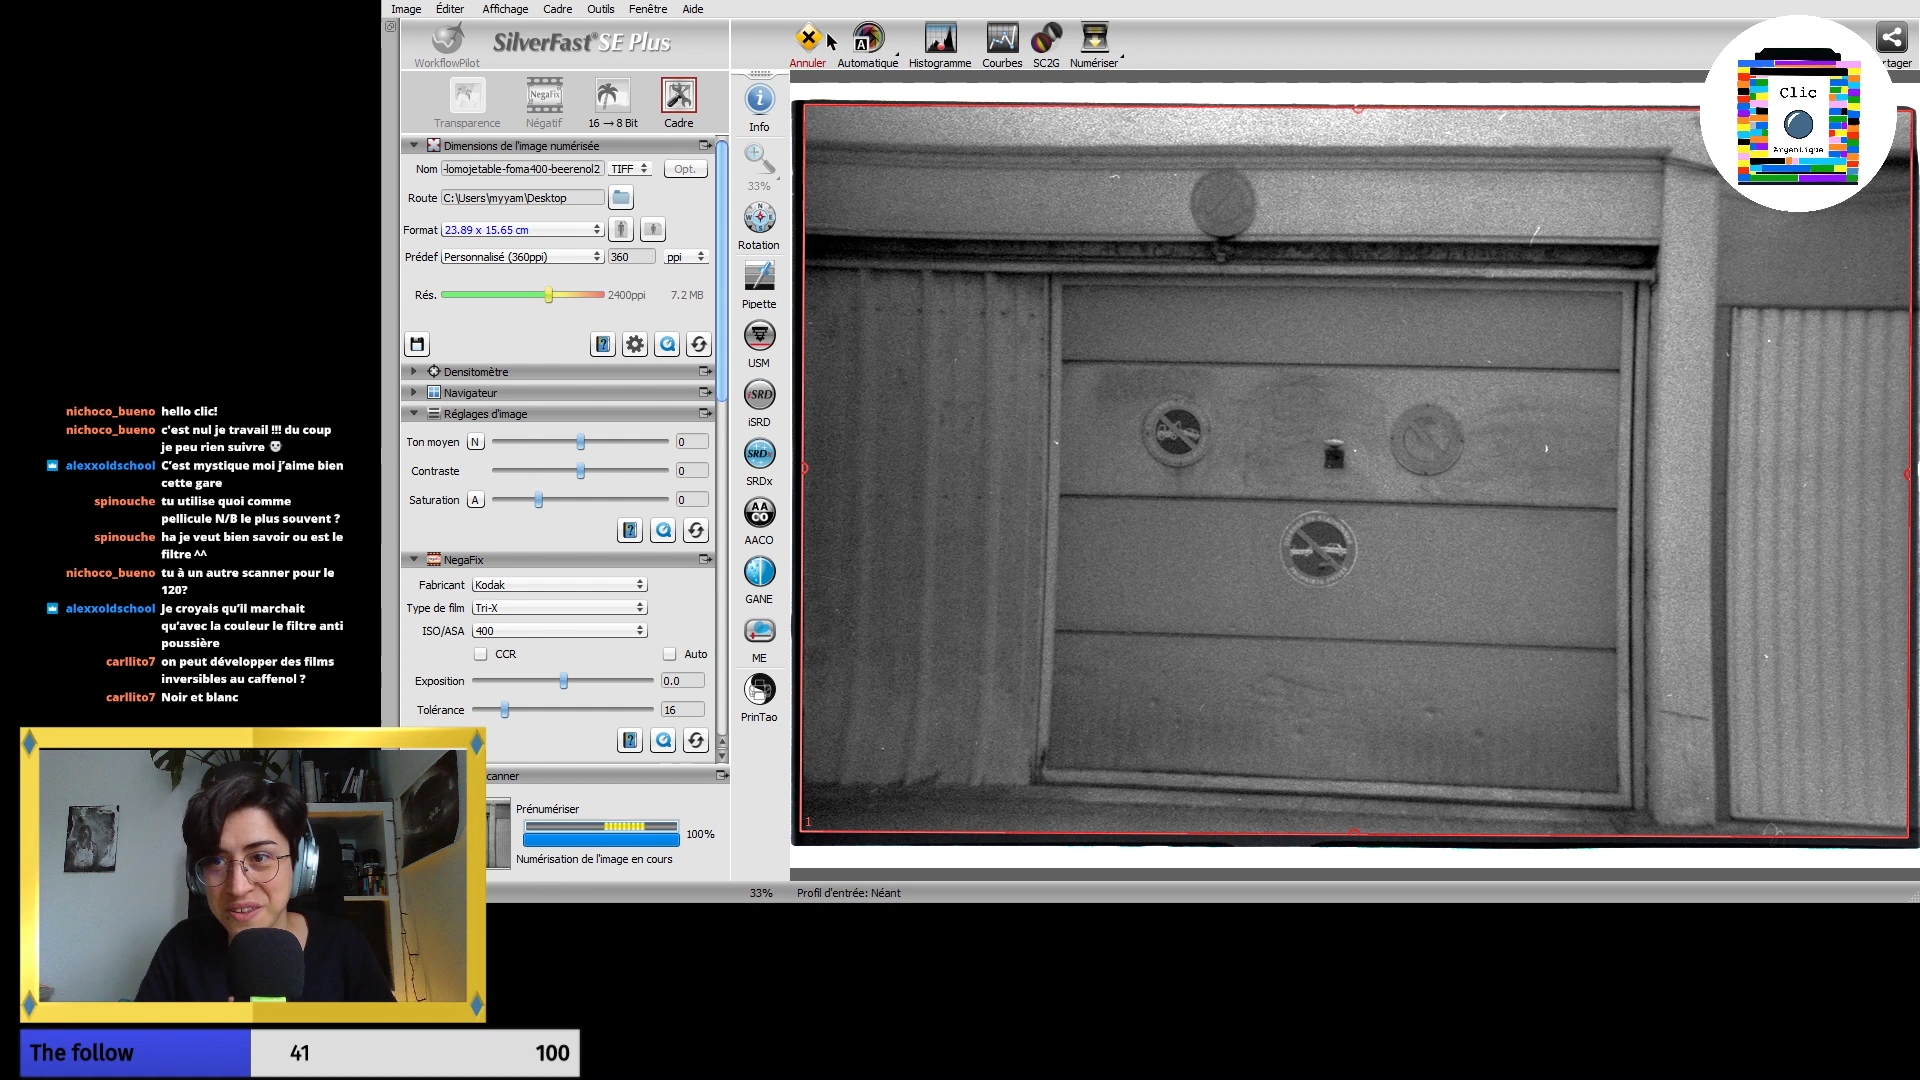 Image Éditer Affichage Cadre Outils Fenêtre Aide
WorkflowPilot
SilverFast® SE Plus
Annuler
Automatique
Histogramme
Courbes
SC2G
Numériser
Transparence
NegaFix
Négatif
16→8 Bit
Cadre
Dimensions de l'image numérisée
Nom -lomojetable-foma400-beerenol2 TIFF Opt.
Route C:\Users\myyam\Desktop
Format 23.89 x 15.65 cm
Prédef Personnalisé (360ppi) 360 ppi
Rés. 2400ppi 7.2 MB
Densitomètre
Navigateur
Réglages d'image
Ton moyen N 0
Contraste 0
Saturation A 0
NegaFix
Fabricant Kodak
Type de film Tri-X
ISO/ASA 400
CCR Auto
Exposition 0.0
Tolérance 16
canner
Prénumériser
100%
Numérisation de l'image en cours
Info
33%
Rotation
Pipette
USM
iSRD
iSRD
SRDx
SRDx
AA
CO
AACO
GANE
ME
PrinTao
33% Profil d'entrée: Néant
1
Clic
Argentique
rtager
nichoco_bueno hello clic!
nichoco_bueno c'est nul je travail !!! du coup
je peu rien suivre 💀
alexxoldschool C’est mystique moi j’aime bien
cette gare
spinouche tu utilise quoi comme
pellicule N/B le plus souvent ?
spinouche ha je veut bien savoir ou est le
filtre ^^
nichoco_bueno tu à un autre scanner pour le
120?
alexxoldschool Je croyais qu’il marchait
qu’avec la couleur le filtre anti
poussière
carllito7 on peut développer des films
inversibles au caffenol ?
carllito7 Noir et blanc
The follow 41 100